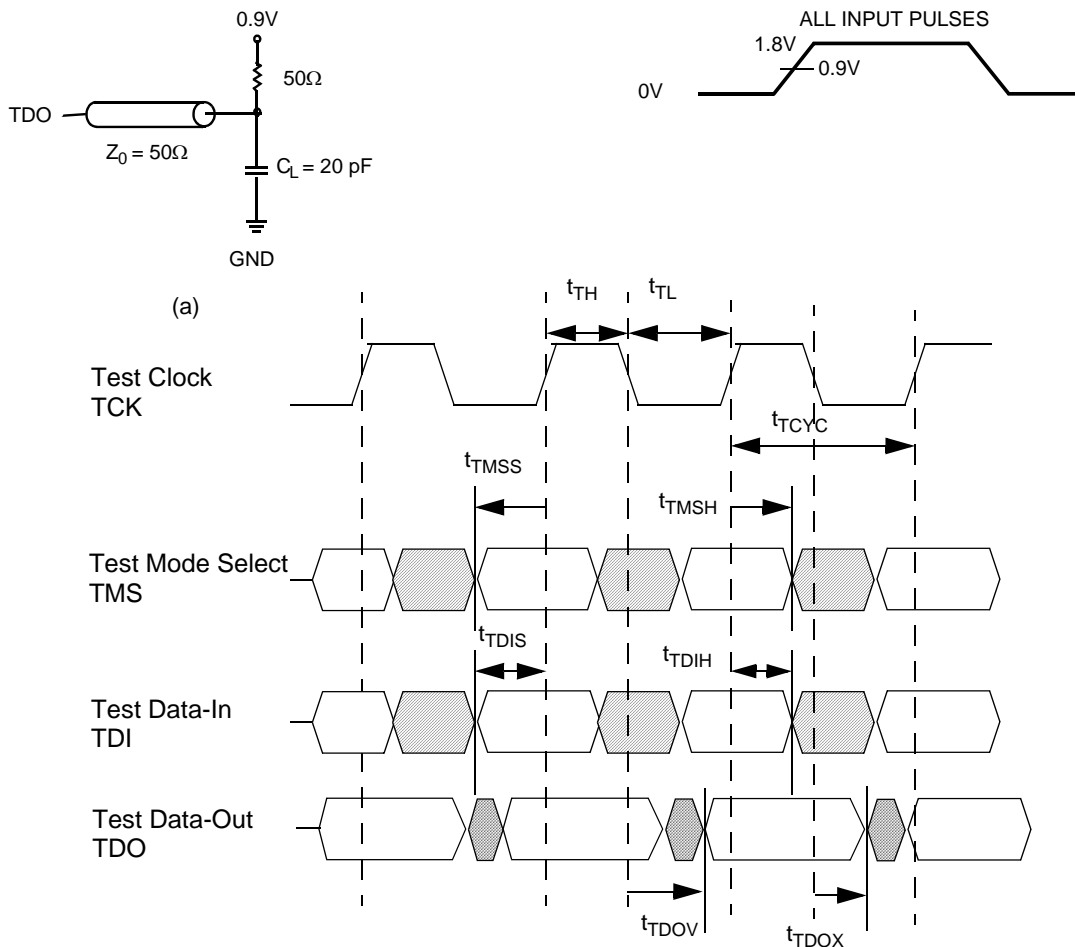 0.9V
50Ω
TDO
Z0 = 50Ω
CL = 20 pF
GND
(a)
ALL INPUT PULSES
1.8V
0.9V
0V
tTH
tTL
Test Clock
TCK
tTCYC
tTMSS
tTMSH
Test Mode Select
TMS
tTDIS
tTDIH
Test Data-In
TDI
Test Data-Out
TDO
tTDOV
tTDOX